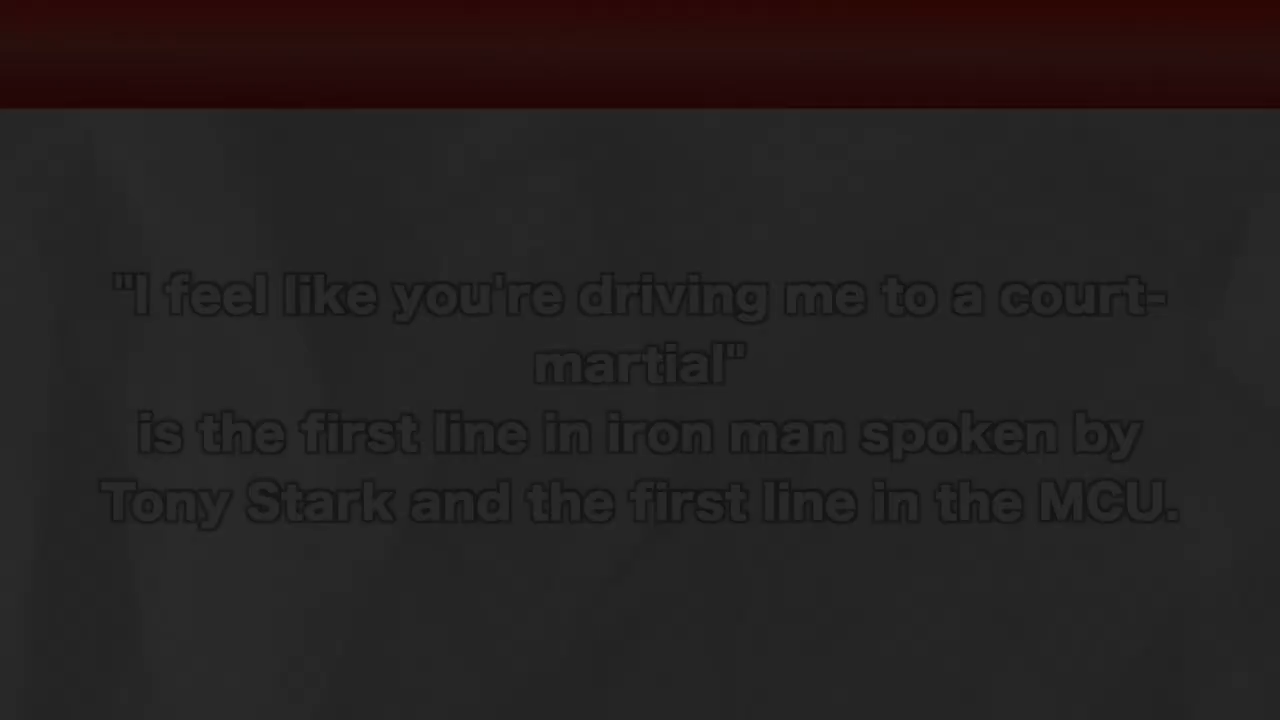 "I feel like you're driving me to a court-
martial"
is the first line in iron man spoken by
Tony Stark and the first line in the MCU.